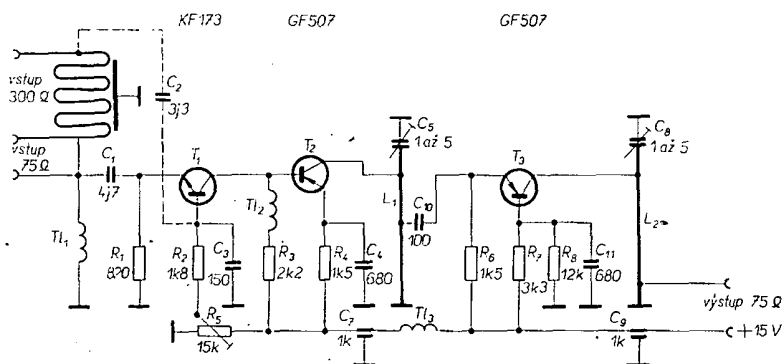 KF173 GF507 GF507
vstup
300 Ω
C2
3j3
vstup
75 Ω
C1
4j7
T1
T2
C5
1 až 5
T3
C8
1 až 5
L1
C10
100
L2
Tl1
Tl2
R1
820
R2
1k8
C3
150
R3
2k2
R4
1k5
C4
680
R6
1k5
R7
3k3
R8
12k
C11
680
výstup 75 Ω
R5
15k
C7
1k
Tl3
C9
1k
+15 V